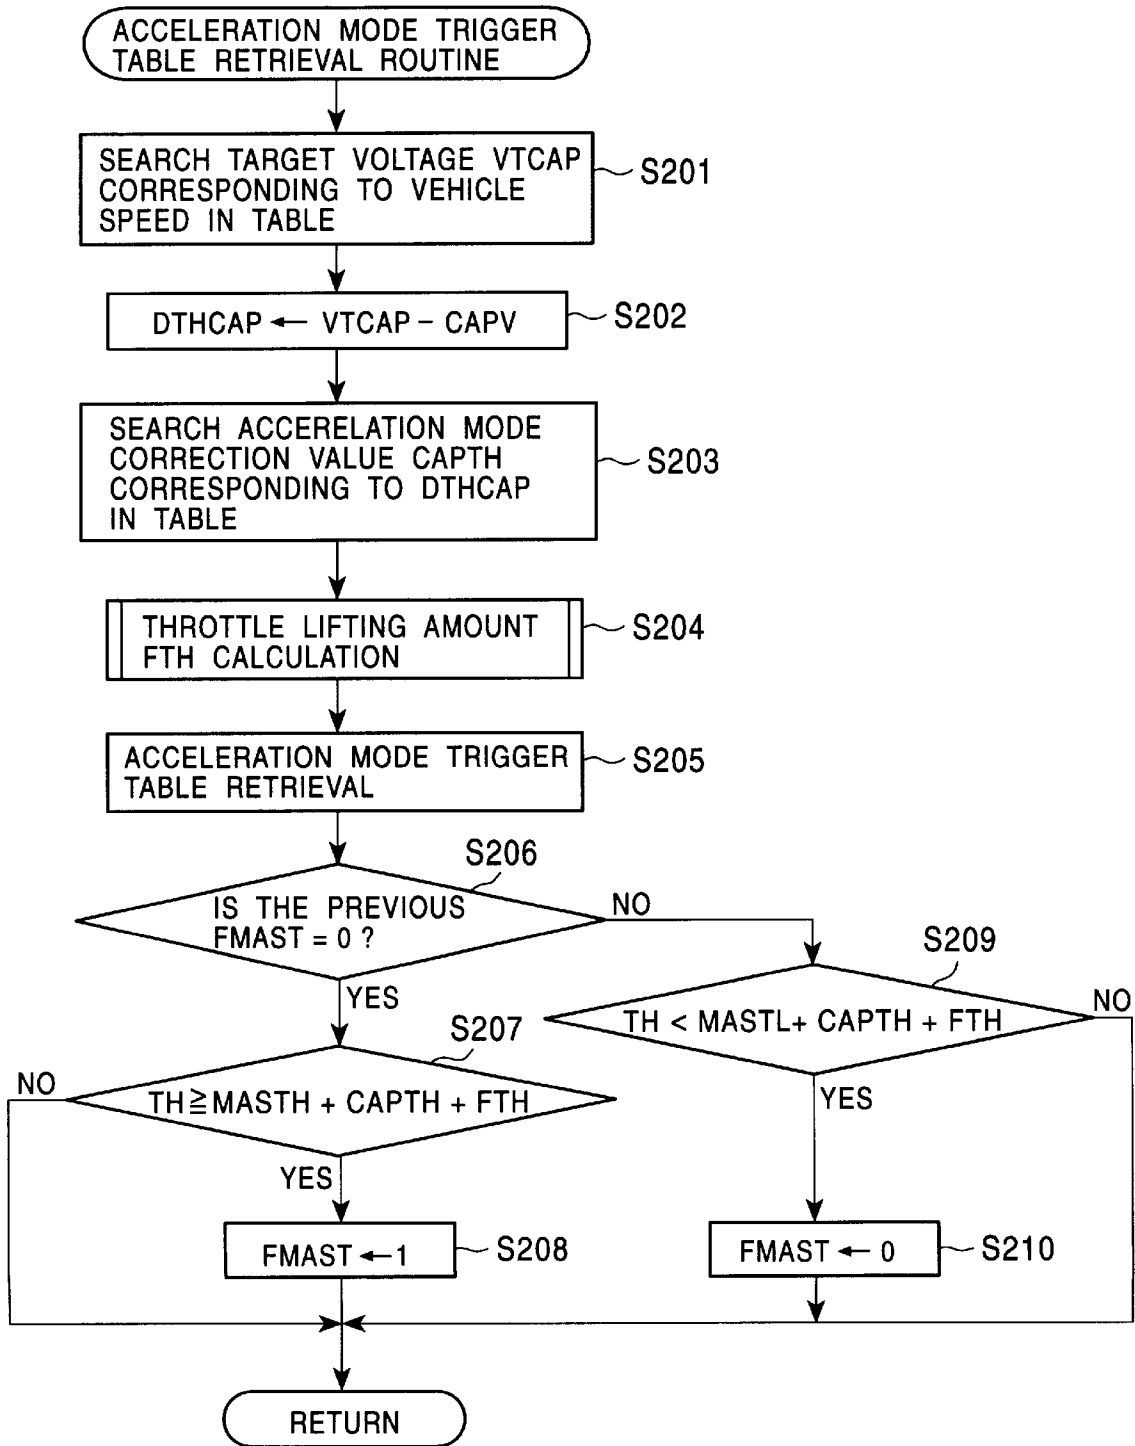 ACCELERATION MODE TRIGGER
TABLE RETRIEVAL ROUTINE
SEARCH TARGET VOLTAGE VTCAP
CORRESPONDING TO VEHICLE
SPEED IN TABLE
S201
DTHCAP ← VTCAP – CAPV
S202
SEARCH ACCERELATION MODE
CORRECTION VALUE CAPTH
CORRESPONDING TO DTHCAP
IN TABLE
S203
THROTTLE LIFTING AMOUNT
FTH CALCULATION
S204
ACCELERATION MODE TRIGGER
TABLE RETRIEVAL
S205
S206
IS THE PREVIOUS
FMAST = 0 ?
NO
YES
S209
TH < MASTL+ CAPTH + FTH
NO
YES
S207
NO
TH ≧ MASTH + CAPTH + FTH
YES
FMAST ← 1
S208
FMAST ← 0
S210
RETURN